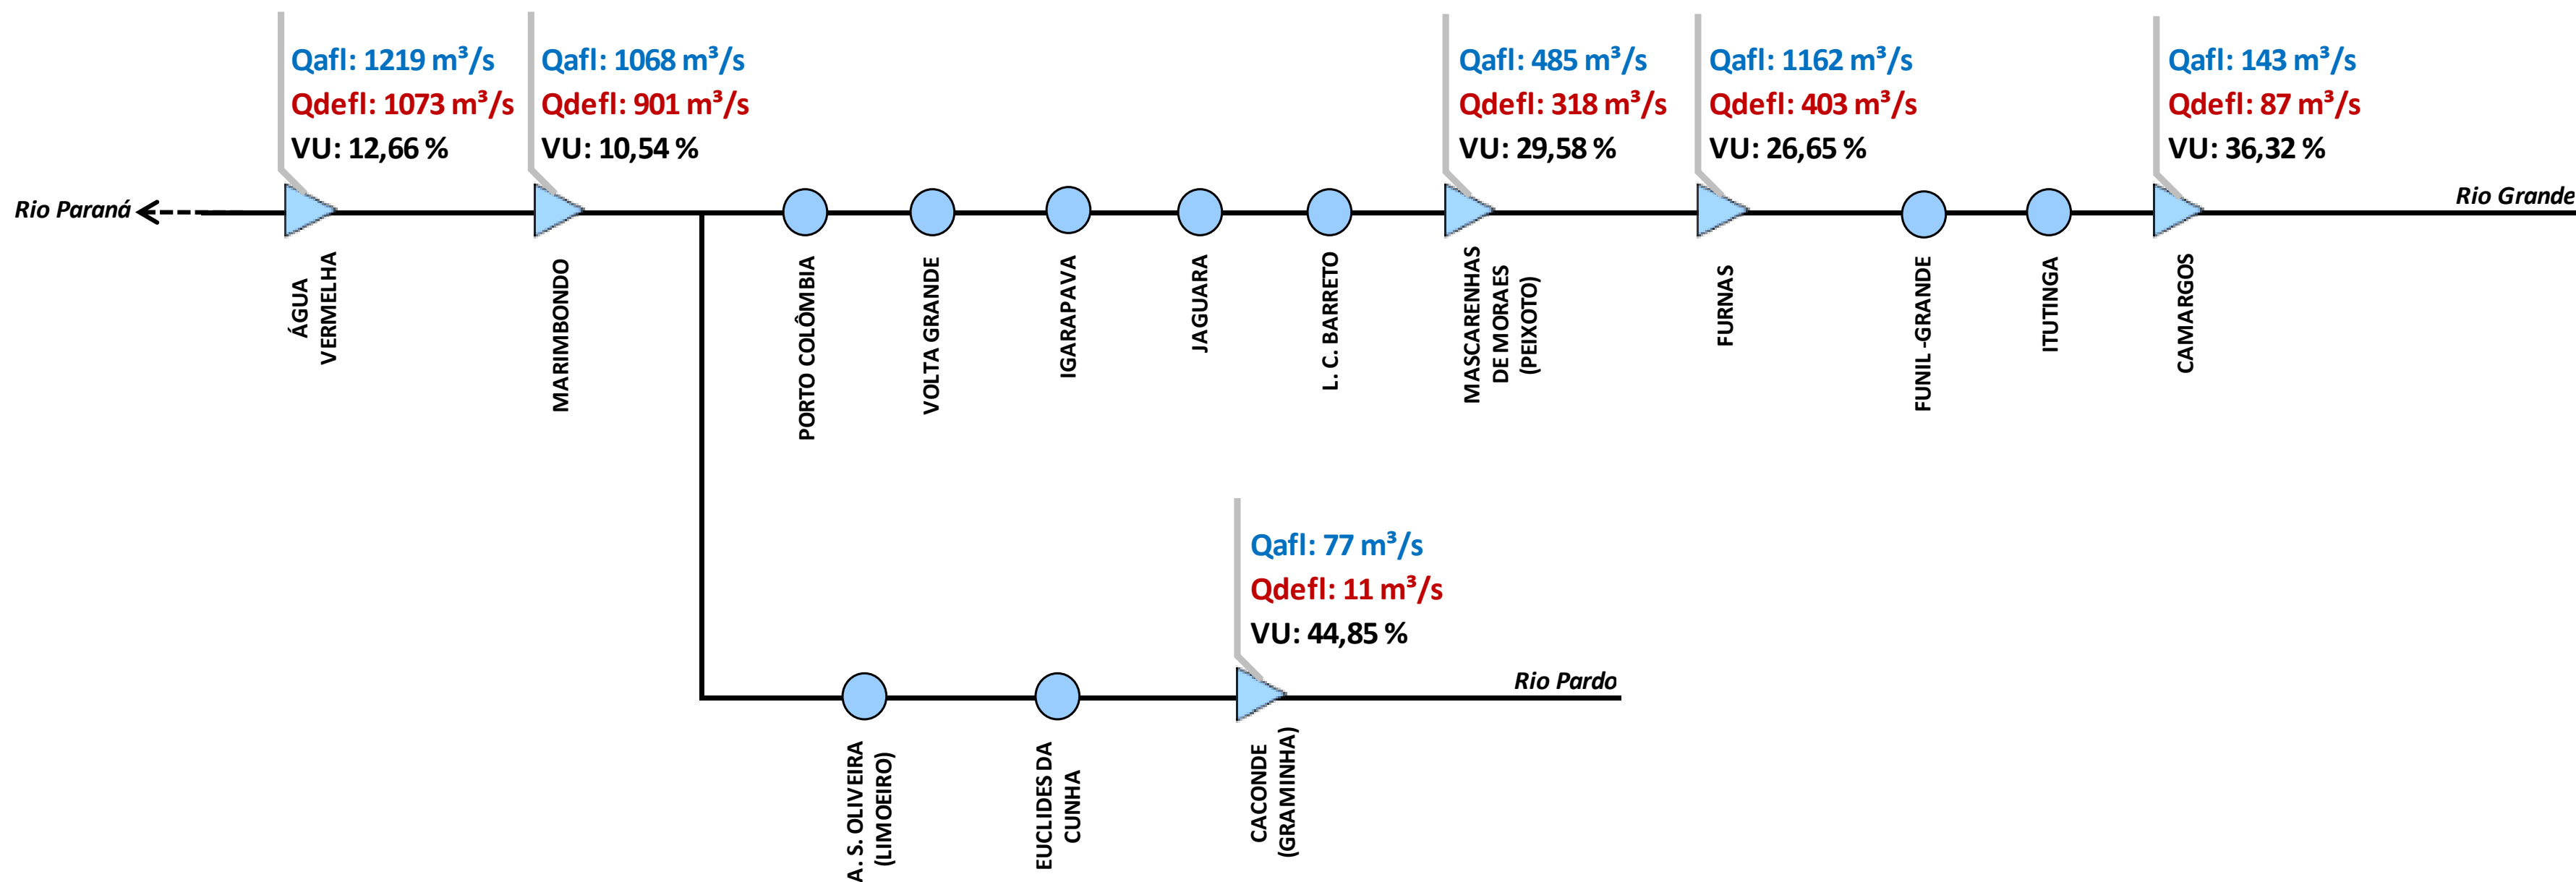 Qafl: 1219 m³/s
Qdefl: 1073 m³/s
VU: 12,66 %
Qafl: 1068 m³/s
Qdefl: 901 m³/s
VU: 10,54 %
Qafl: 485 m³/s
Qdefl: 318 m³/s
VU: 29,58 %
Qafl: 1162 m³/s
Qdefl: 403 m³/s
VU: 26,65 %
Qafl: 143 m³/s
Qdefl: 87 m³/s
VU: 36,32 %
Rio Paraná
Rio Grande
ÁGUA
VERMELHA
MARIMBONDO
PORTO COLÔMBIA
VOLTA GRANDE
IGARAPAVA
JAGUARA
L. C. BARRETO
MASCARENHAS
DE MORAES
(PEIXOTO)
FURNAS
FUNIL -GRANDE
ITUTINGA
CAMARGOS
Qafl: 77 m³/s
Qdefl: 11 m³/s
VU: 44,85 %
Rio Pardo
A. S. OLIVEIRA
(LIMOEIRO)
EUCLIDES DA
CUNHA
CACONDE
(GRAMINHA)